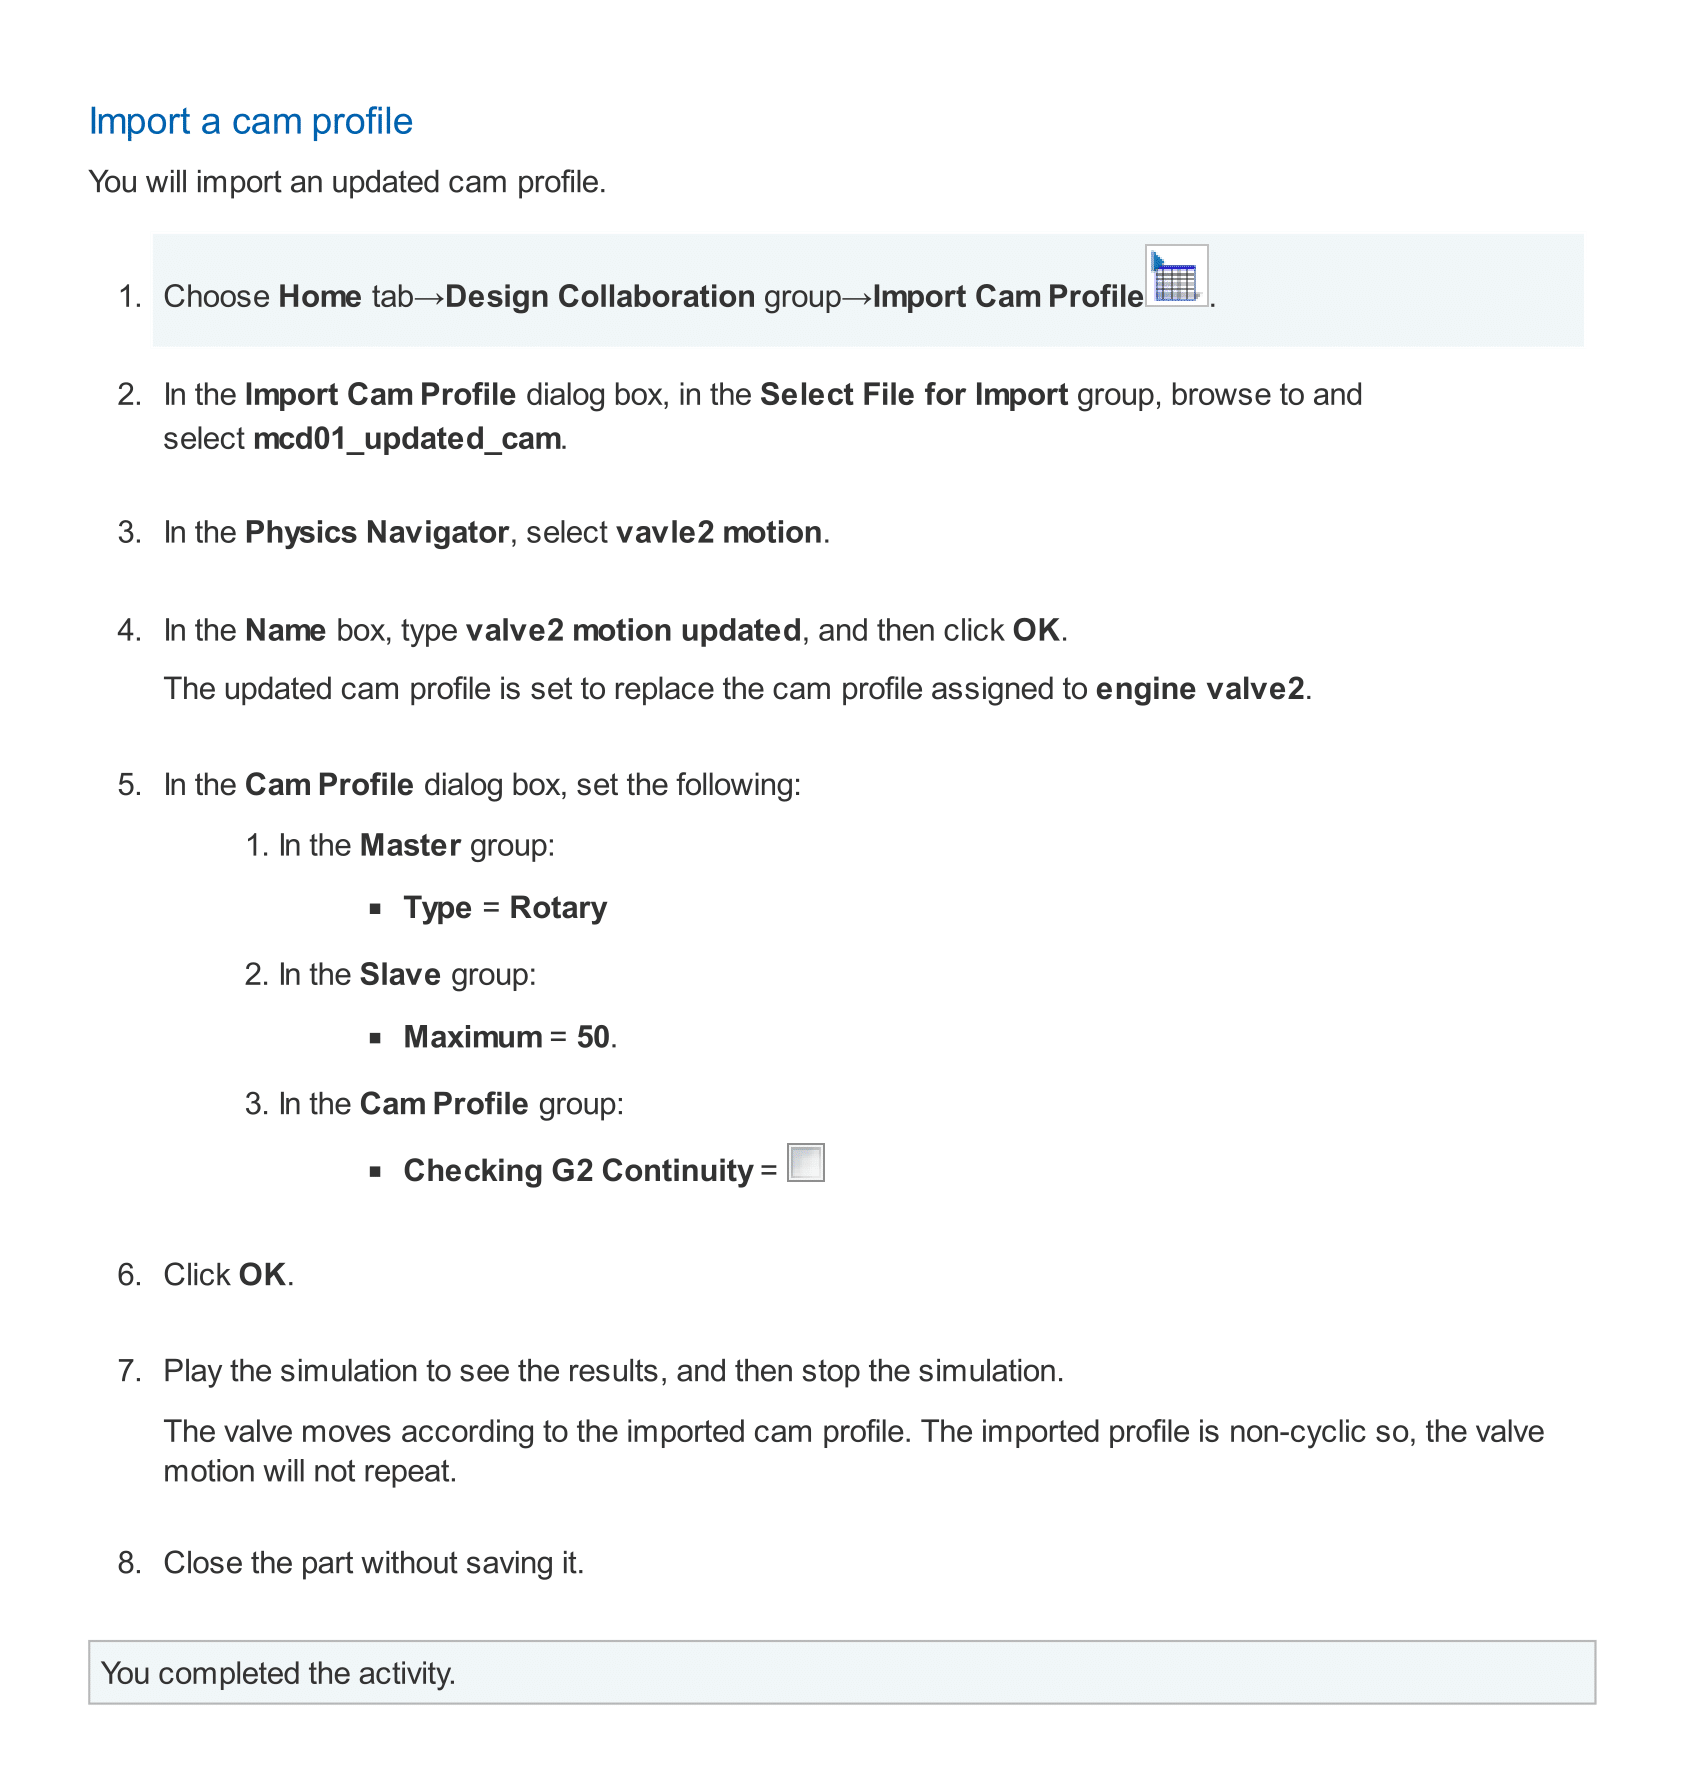 Import a cam profile
You will import an updated cam profile.
1. Choose Home tab→Design Collaboration group→Import Cam Profile.
2. In the Import Cam Profile dialog box, in the Select File for Import group, browse to and
select mcd01_updated_cam.
3. In the Physics Navigator, select vavle2 motion.
4. In the Name box, type valve2 motion updated, and then click OK.
The updated cam profile is set to replace the cam profile assigned to engine valve2.
5. In the Cam Profile dialog box, set the following:
1. In the Master group:
▪ Type = Rotary
2. In the Slave group:
▪ Maximum = 50.
3. In the Cam Profile group:
▪ Checking G2 Continuity =
6. Click OK.
7. Play the simulation to see the results, and then stop the simulation.
The valve moves according to the imported cam profile. The imported profile is non-cyclic so, the valve
motion will not repeat.
8. Close the part without saving it.
You completed the activity.